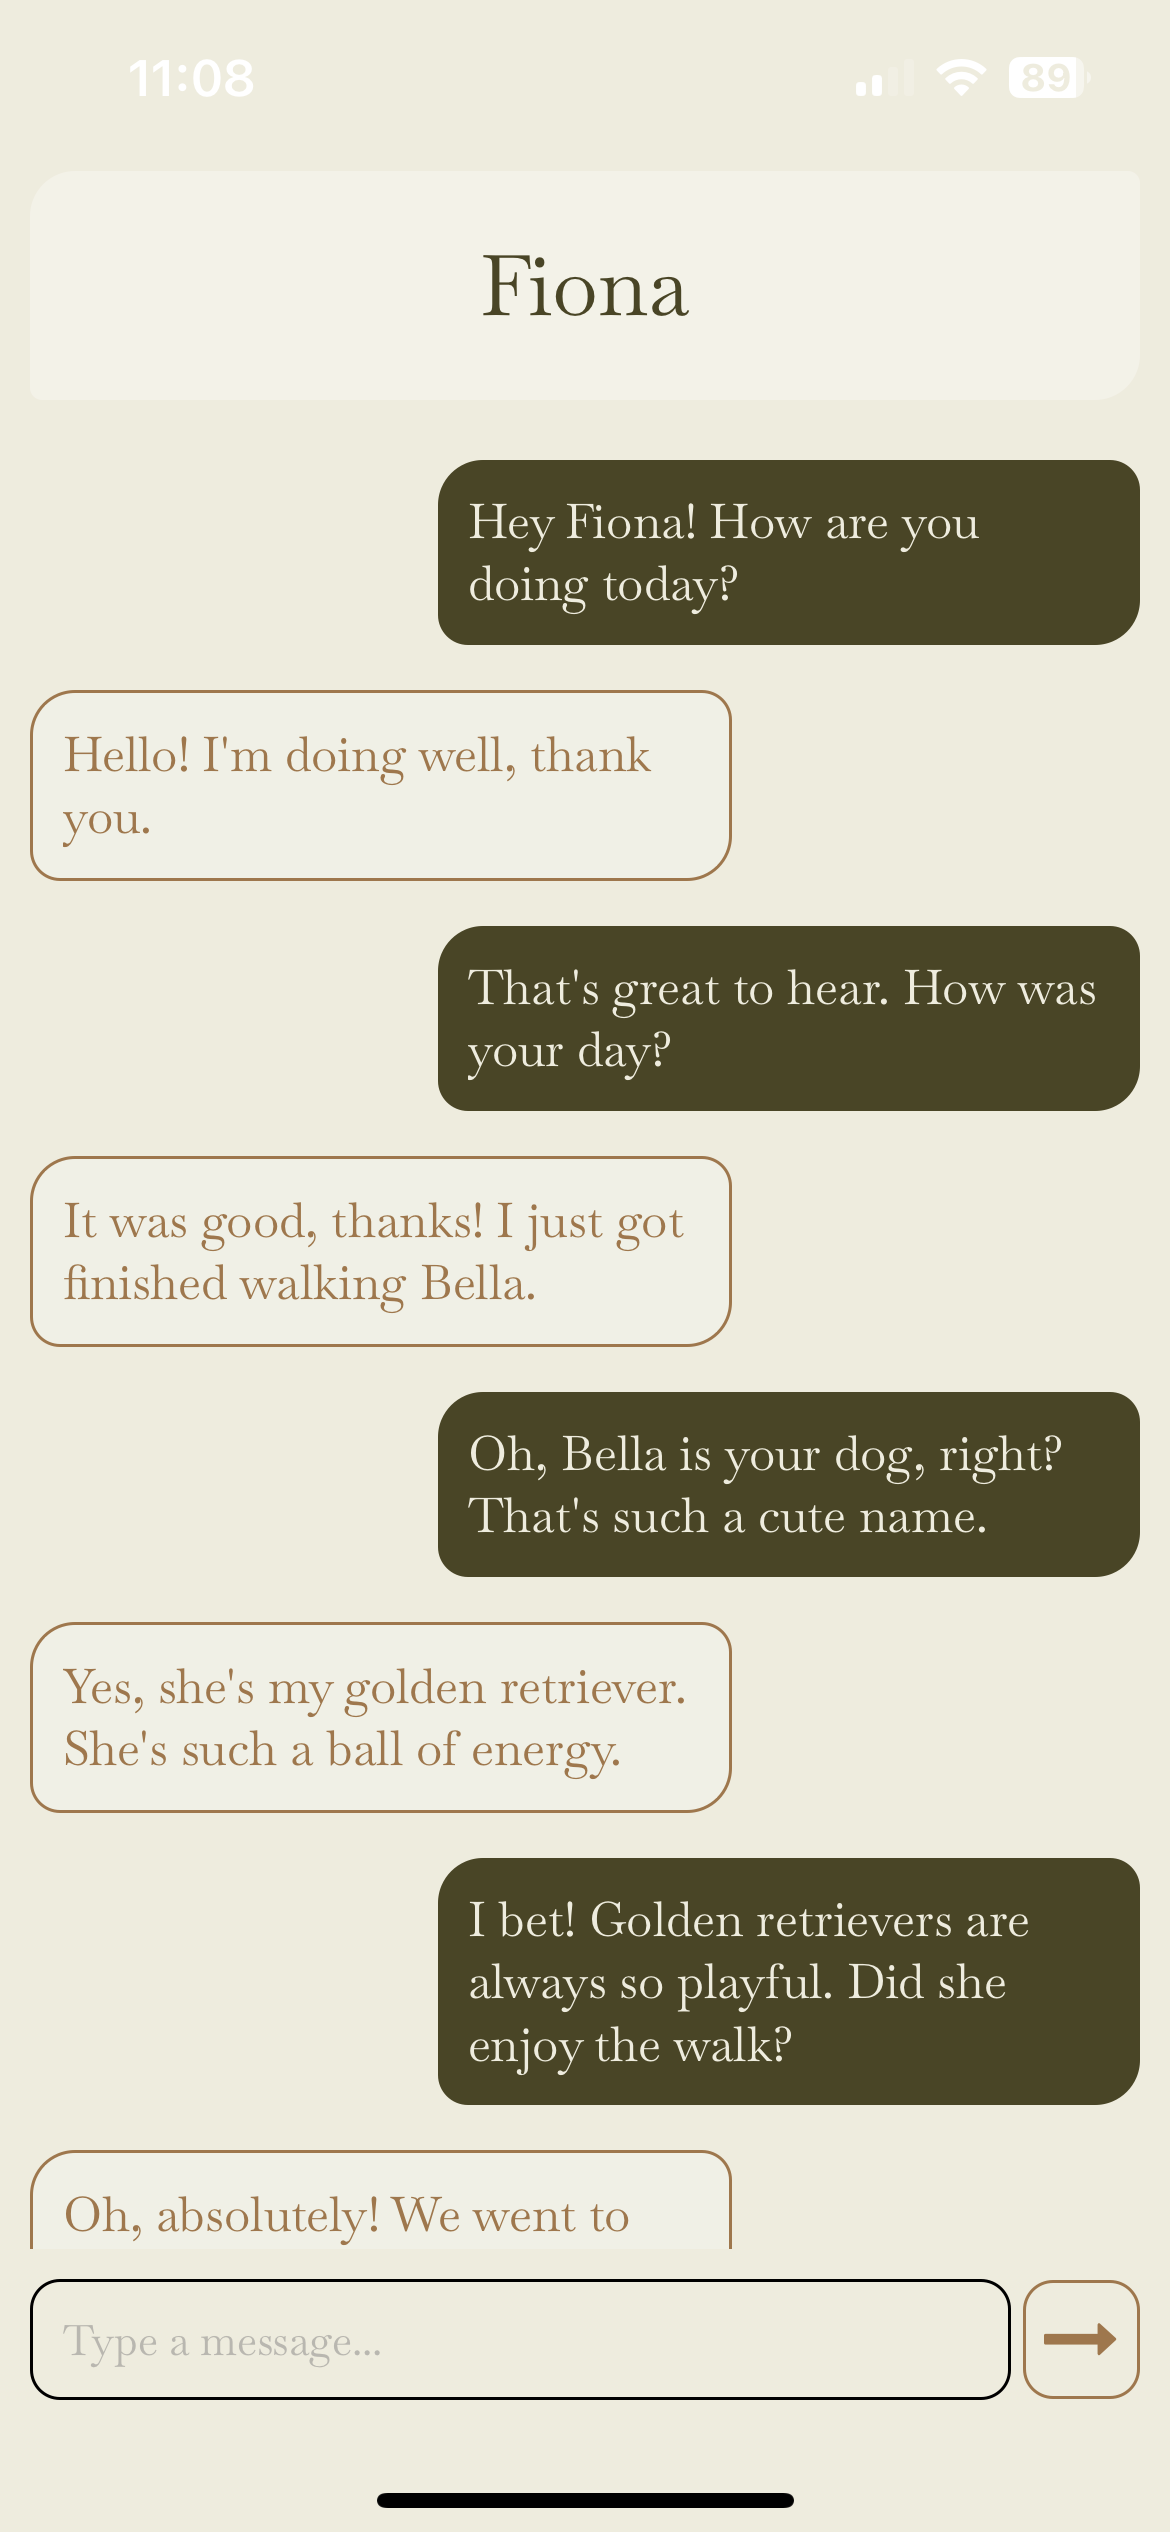 11:08
89
Fiona
Hey Fiona! How are you
doing today?
Hello! I'm doing well, thank
you.
That's great to hear. How was
your day?
It was good, thanks! I just got
finished walking Bella.
Oh, Bella is your dog, right?
That's such a cute name.
Yes, she's my golden retriever.
She's such a ball of energy.
I bet! Golden retrievers are
always so playful. Did she
enjoy the walk?
Oh, absolutely! We went to
Type a message...